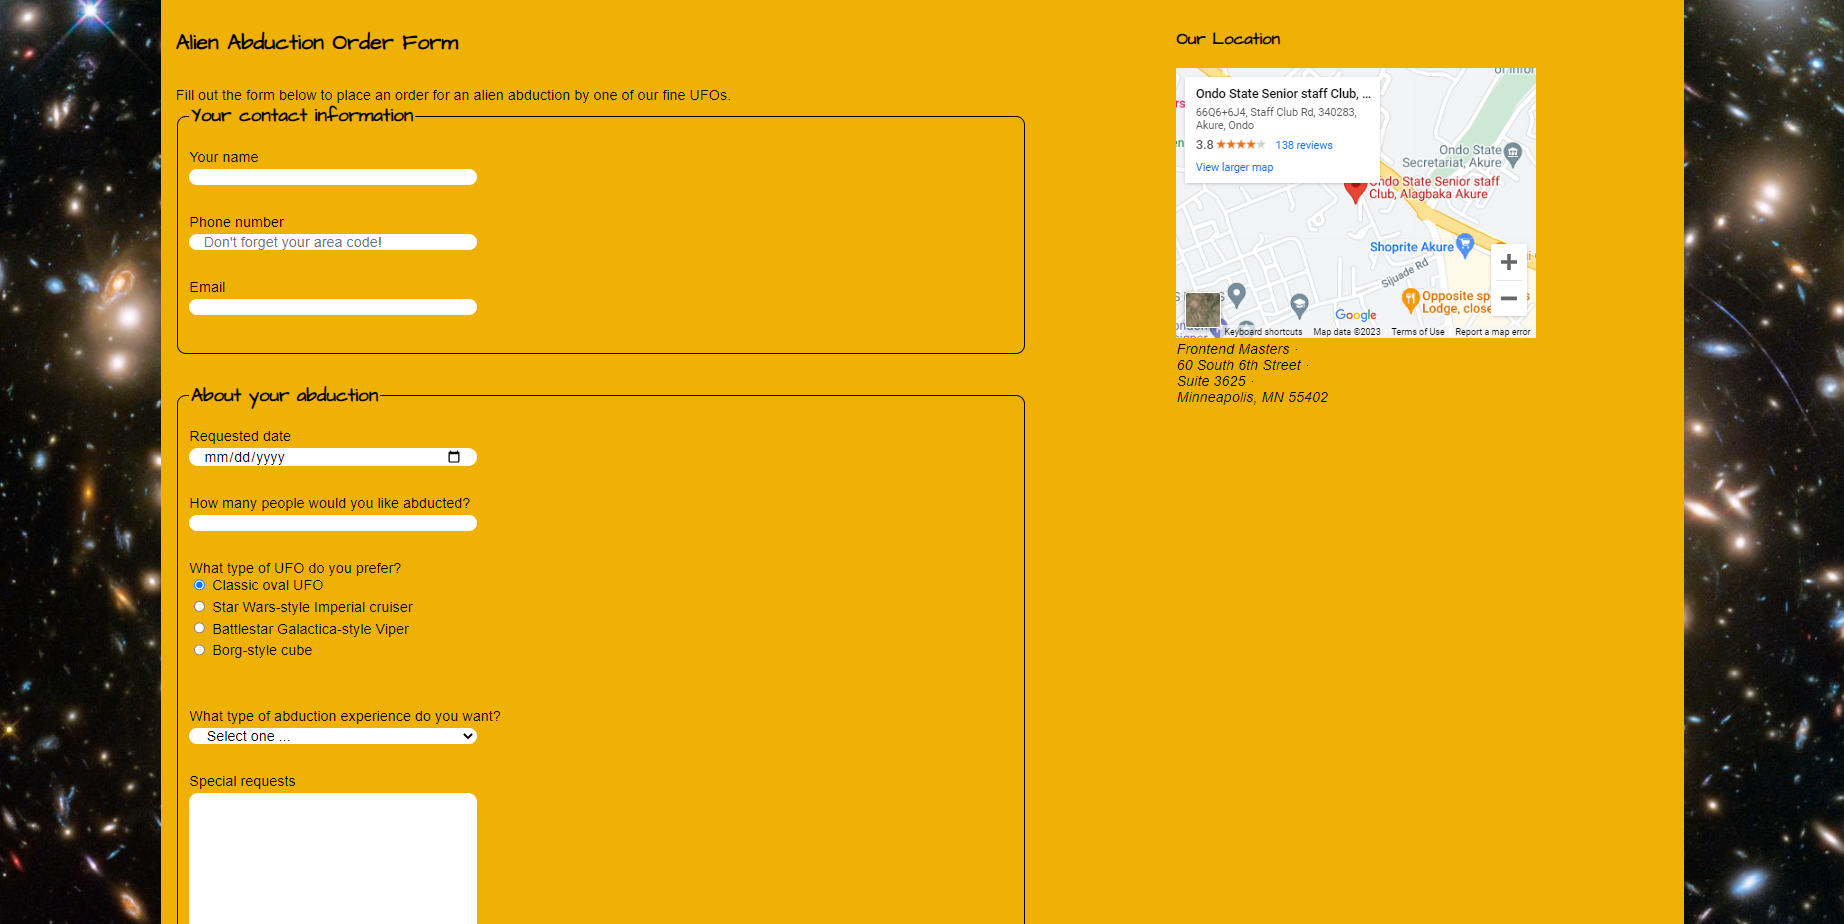 Alien Abduction Order Form
Fill out the form below to place an order for an alien abduction by one of our fine UFOs.
Your contact information
Your name
Phone number
Don't forget your area code!
Email
About your abduction
Requested date
mm/dd/yyyy
How many people would you like abducted?
What type of UFO do you prefer?
Classic oval UFO
Star Wars-style Imperial cruiser
Battlestar Galactica-style Viper
Borg-style cube
What type of abduction experience do you want?
Select one ...
Special requests
Our Location
Ondo State Senior staff Club, ...
66Q6+6J4, Staff Club Rd, 340283,
Akure, Ondo
3.8 138 reviews
View larger map
Ondo State
Secretariat, Akure
Ondo State Senior staff
Club, Alagbaka Akure
Shoprite Akure
Sijuade Rd
Opposite sp
Lodge, close
Google
Keyboard shortcuts Map data ©2023 Terms of Use Report a map error
Frontend Masters ·
60 South 6th Street ·
Suite 3625 ·
Minneapolis, MN 55402